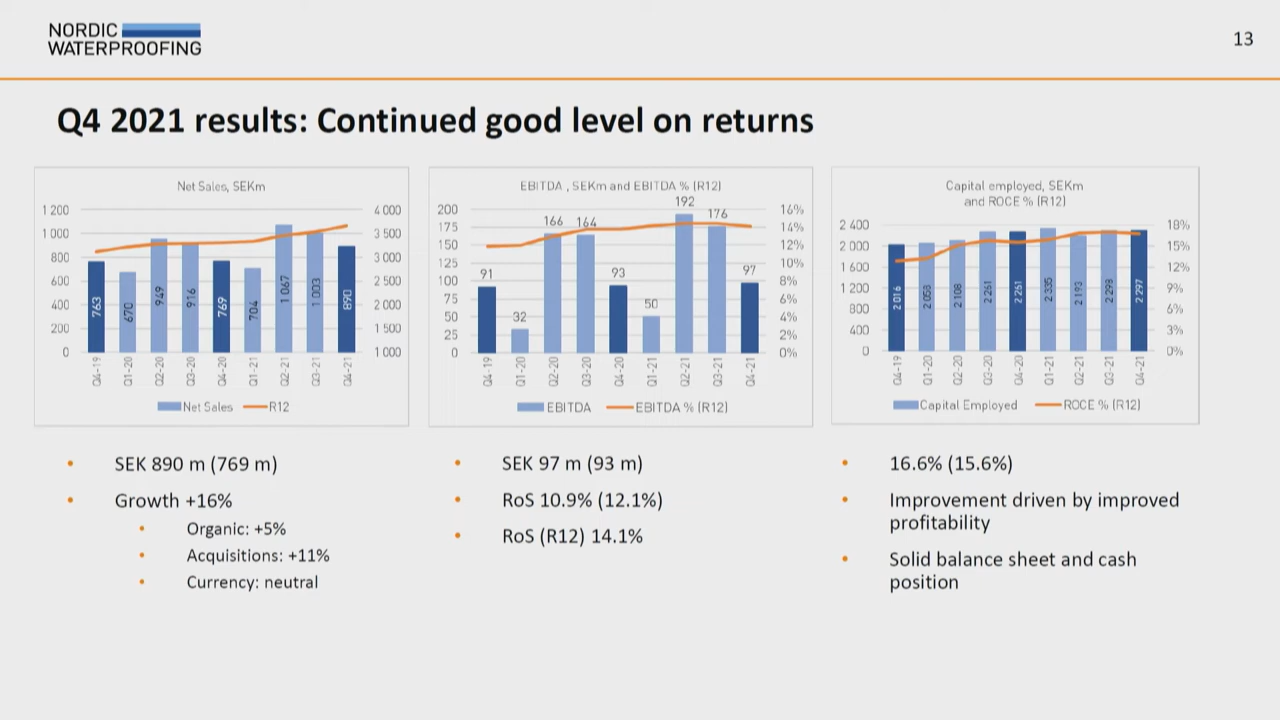 NORDIC
WATERPROOFING
13
Q4 2021 results: Continued good level on returns
Net Sales, SEKm
1 200
1 000
800
600
400
200
0
4 000
3 500
3 000
2 500
2 000
1 500
1 000
763
670
949
916
769
704
1 067
1 003
890
Q4-19
Q1-20
Q2-20
Q3-20
Q4-20
Q1-21
Q2-21
Q3-21
Q4-21
Net Sales
R12
EBITDA , SEKm and EBITDA % (R12)
200
175
150
125
100
75
50
25
0
16%
14%
12%
10%
8%
6%
4%
2%
0%
91
32
166
164
93
50
192
176
97
Q4-19
Q1-20
Q2-20
Q3-20
Q4-20
Q1-21
Q2-21
Q3-21
Q4-21
EBITDA
EBITDA % (R12)
Capital employed, SEKm
and ROCE % (R12)
2 400
2 000
1 600
1 200
800
400
0
18%
15%
12%
9%
6%
3%
0%
2 016
2 053
2 108
2 261
2 261
2 335
2 193
2 293
2 297
Q4-19
Q1-20
Q2-20
Q3-20
Q4-20
Q1-21
Q2-21
Q3-21
Q4-21
Capital Employed
ROCE % (R12)
• SEK 890 m (769 m)
• Growth +16%
• Organic: +5%
• Acquisitions: +11%
• Currency: neutral
• SEK 97 m (93 m)
• RoS 10.9% (12.1%)
• RoS (R12) 14.1%
• 16.6% (15.6%)
• Improvement driven by improved
profitability
• Solid balance sheet and cash
position